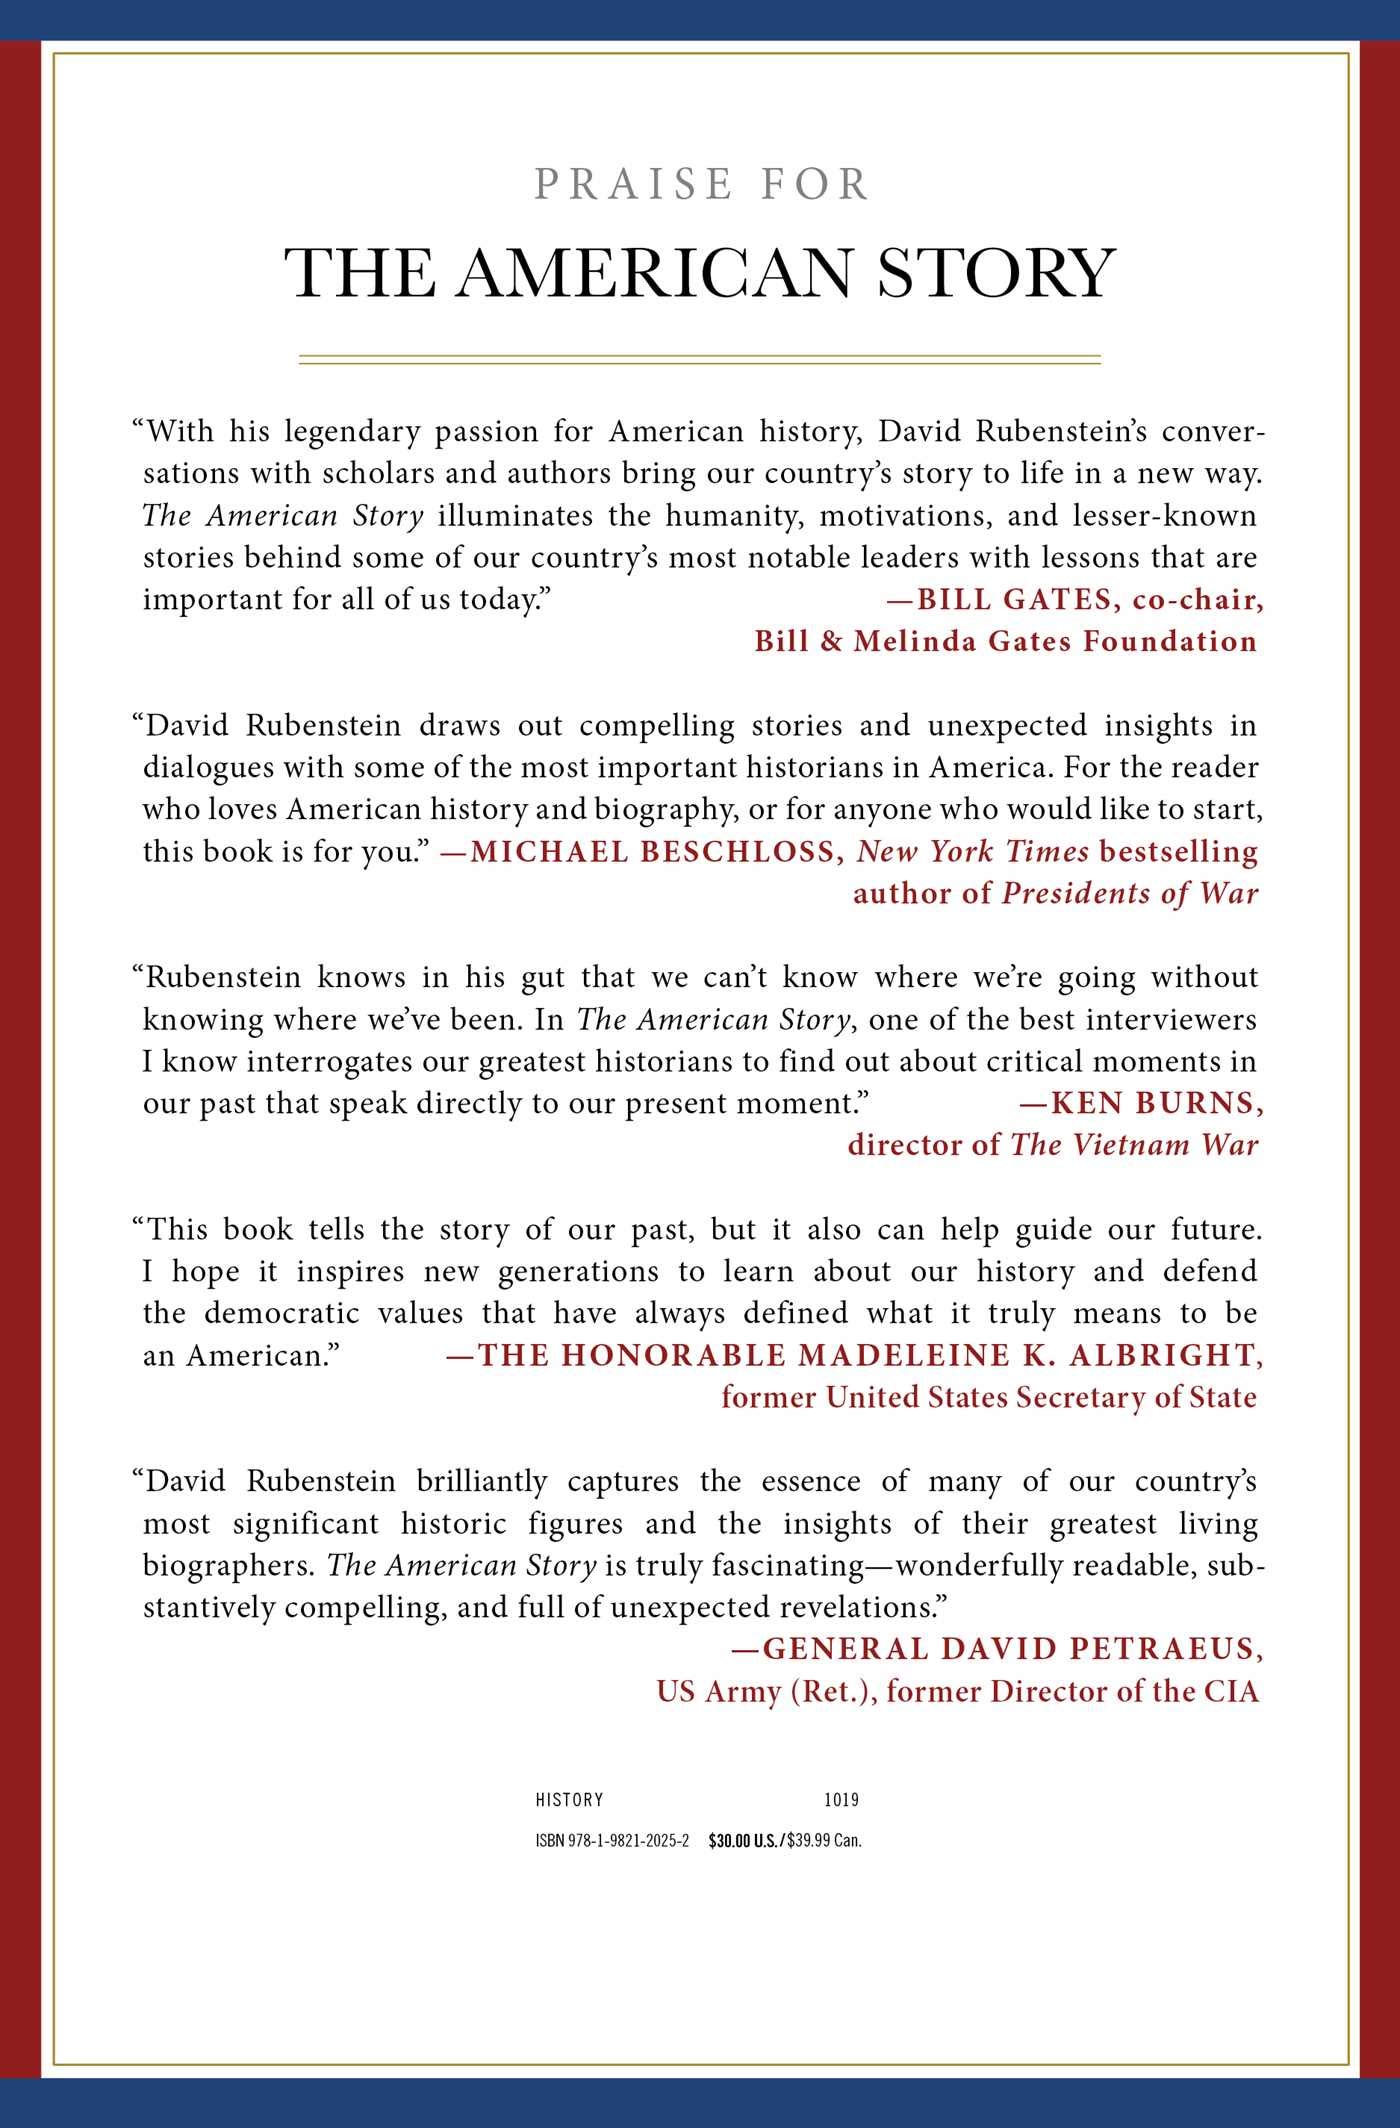 PRAISE FOR
THE AMERICAN STORY
“With his legendary passion for American history, David Rubenstein’s conver-
sations with scholars and authors bring our country’s story to life in a new way.
The American Story illuminates the humanity, motivations, and lesser-known
stories behind some of our country’s most notable leaders with lessons that are
important for all of us today.” —BILL GATES, co-chair,
Bill & Melinda Gates Foundation
“David Rubenstein draws out compelling stories and unexpected insights in
dialogues with some of the most important historians in America. For the reader
who loves American history and biography, or for anyone who would like to start,
this book is for you.” —MICHAEL BESCHLOSS, New York Times bestselling
author of Presidents of War
“Rubenstein knows in his gut that we can’t know where we’re going without
knowing where we’ve been. In The American Story, one of the best interviewers
I know interrogates our greatest historians to find out about critical moments in
our past that speak directly to our present moment.” —KEN BURNS,
director of The Vietnam War
“This book tells the story of our past, but it also can help guide our future.
I hope it inspires new generations to learn about our history and defend
the democratic values that have always defined what it truly means to be
an American.” —THE HONORABLE MADELEINE K. ALBRIGHT,
former United States Secretary of State
“David Rubenstein brilliantly captures the essence of many of our country’s
most significant historic figures and the insights of their greatest living
biographers. The American Story is truly fascinating—wonderfully readable, sub-
stantively compelling, and full of unexpected revelations.”
—GENERAL DAVID PETRAEUS,
US Army (Ret.), former Director of the CIA
HISTORY 1019
ISBN 978-1-9821-2025-2 $30.00 U.S./$39.99 Can.